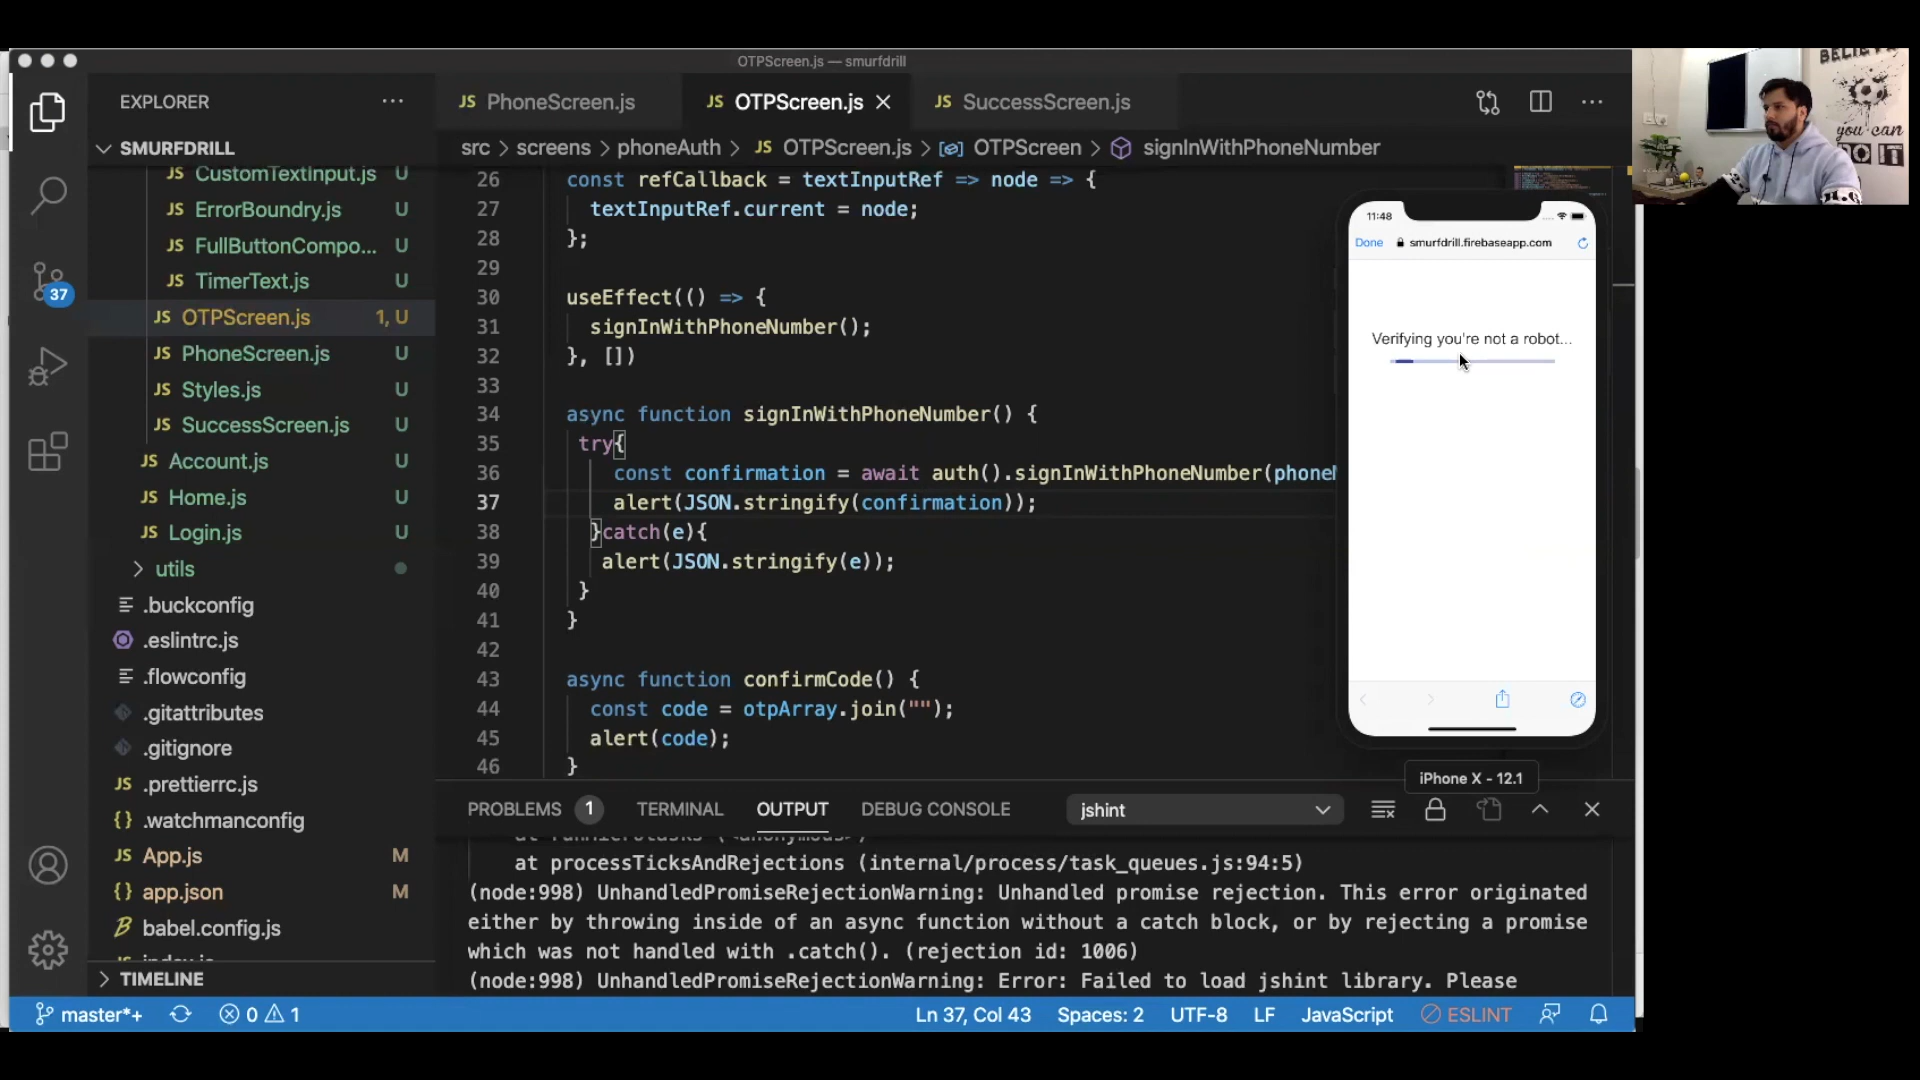 OTPScreen.js — smurfdrill
EXPLORER
SMURFDRILL
CustomTextInput.js U
ErrorBoundry.js U
FullButtonCompo... U
TimerText.js U
OTPScreen.js 1, U
PhoneScreen.js U
Styles.js U
SuccessScreen.js U
Account.js U
Home.js U
Login.js U
utils
.buckconfig
.eslintrc.js
.flowconfig
.gitattributes
.gitignore
.prettierrc.js
.watchmanconfig
App.js M
app.json M
babel.config.js
TIMELINE
37
JS PhoneScreen.js
JS OTPScreen.js
JS SuccessScreen.js
src > screens > phoneAuth > JS OTPScreen.js > OTPScreen > signInWithPhoneNumber
26 const refCallback = textInputRef => node => {
27 textInputRef.current = node;
28 };
29
30 useEffect(() => {
31 signInWithPhoneNumber();
32 }, [])
33
34 async function signInWithPhoneNumber() {
35 try{
36 const confirmation = await auth().signInWithPhoneNumber(phone
37 alert(JSON.stringify(confirmation));
38 }catch(e){
39 alert(JSON.stringify(e));
40 }
41 }
42
43 async function confirmCode() {
44 const code = otpArray.join("");
45 alert(code);
46 }
11:48
Done smurfdrill.firebaseapp.com
Verifying you're not a robot...
iPhone X - 12.1
PROBLEMS 1 TERMINAL OUTPUT DEBUG CONSOLE jshint
at processTicksAndRejections (internal/process/task_queues.js:94:5)
(node:998) UnhandledPromiseRejectionWarning: Unhandled promise rejection. This error originated
either by throwing inside of an async function without a catch block, or by rejecting a promise
which was not handled with .catch(). (rejection id: 1006)
(node:998) UnhandledPromiseRejectionWarning: Error: Failed to load jshint library. Please
master*+ 0 1 Ln 37, Col 43 Spaces: 2 UTF-8 LF JavaScript ESLINT
you can